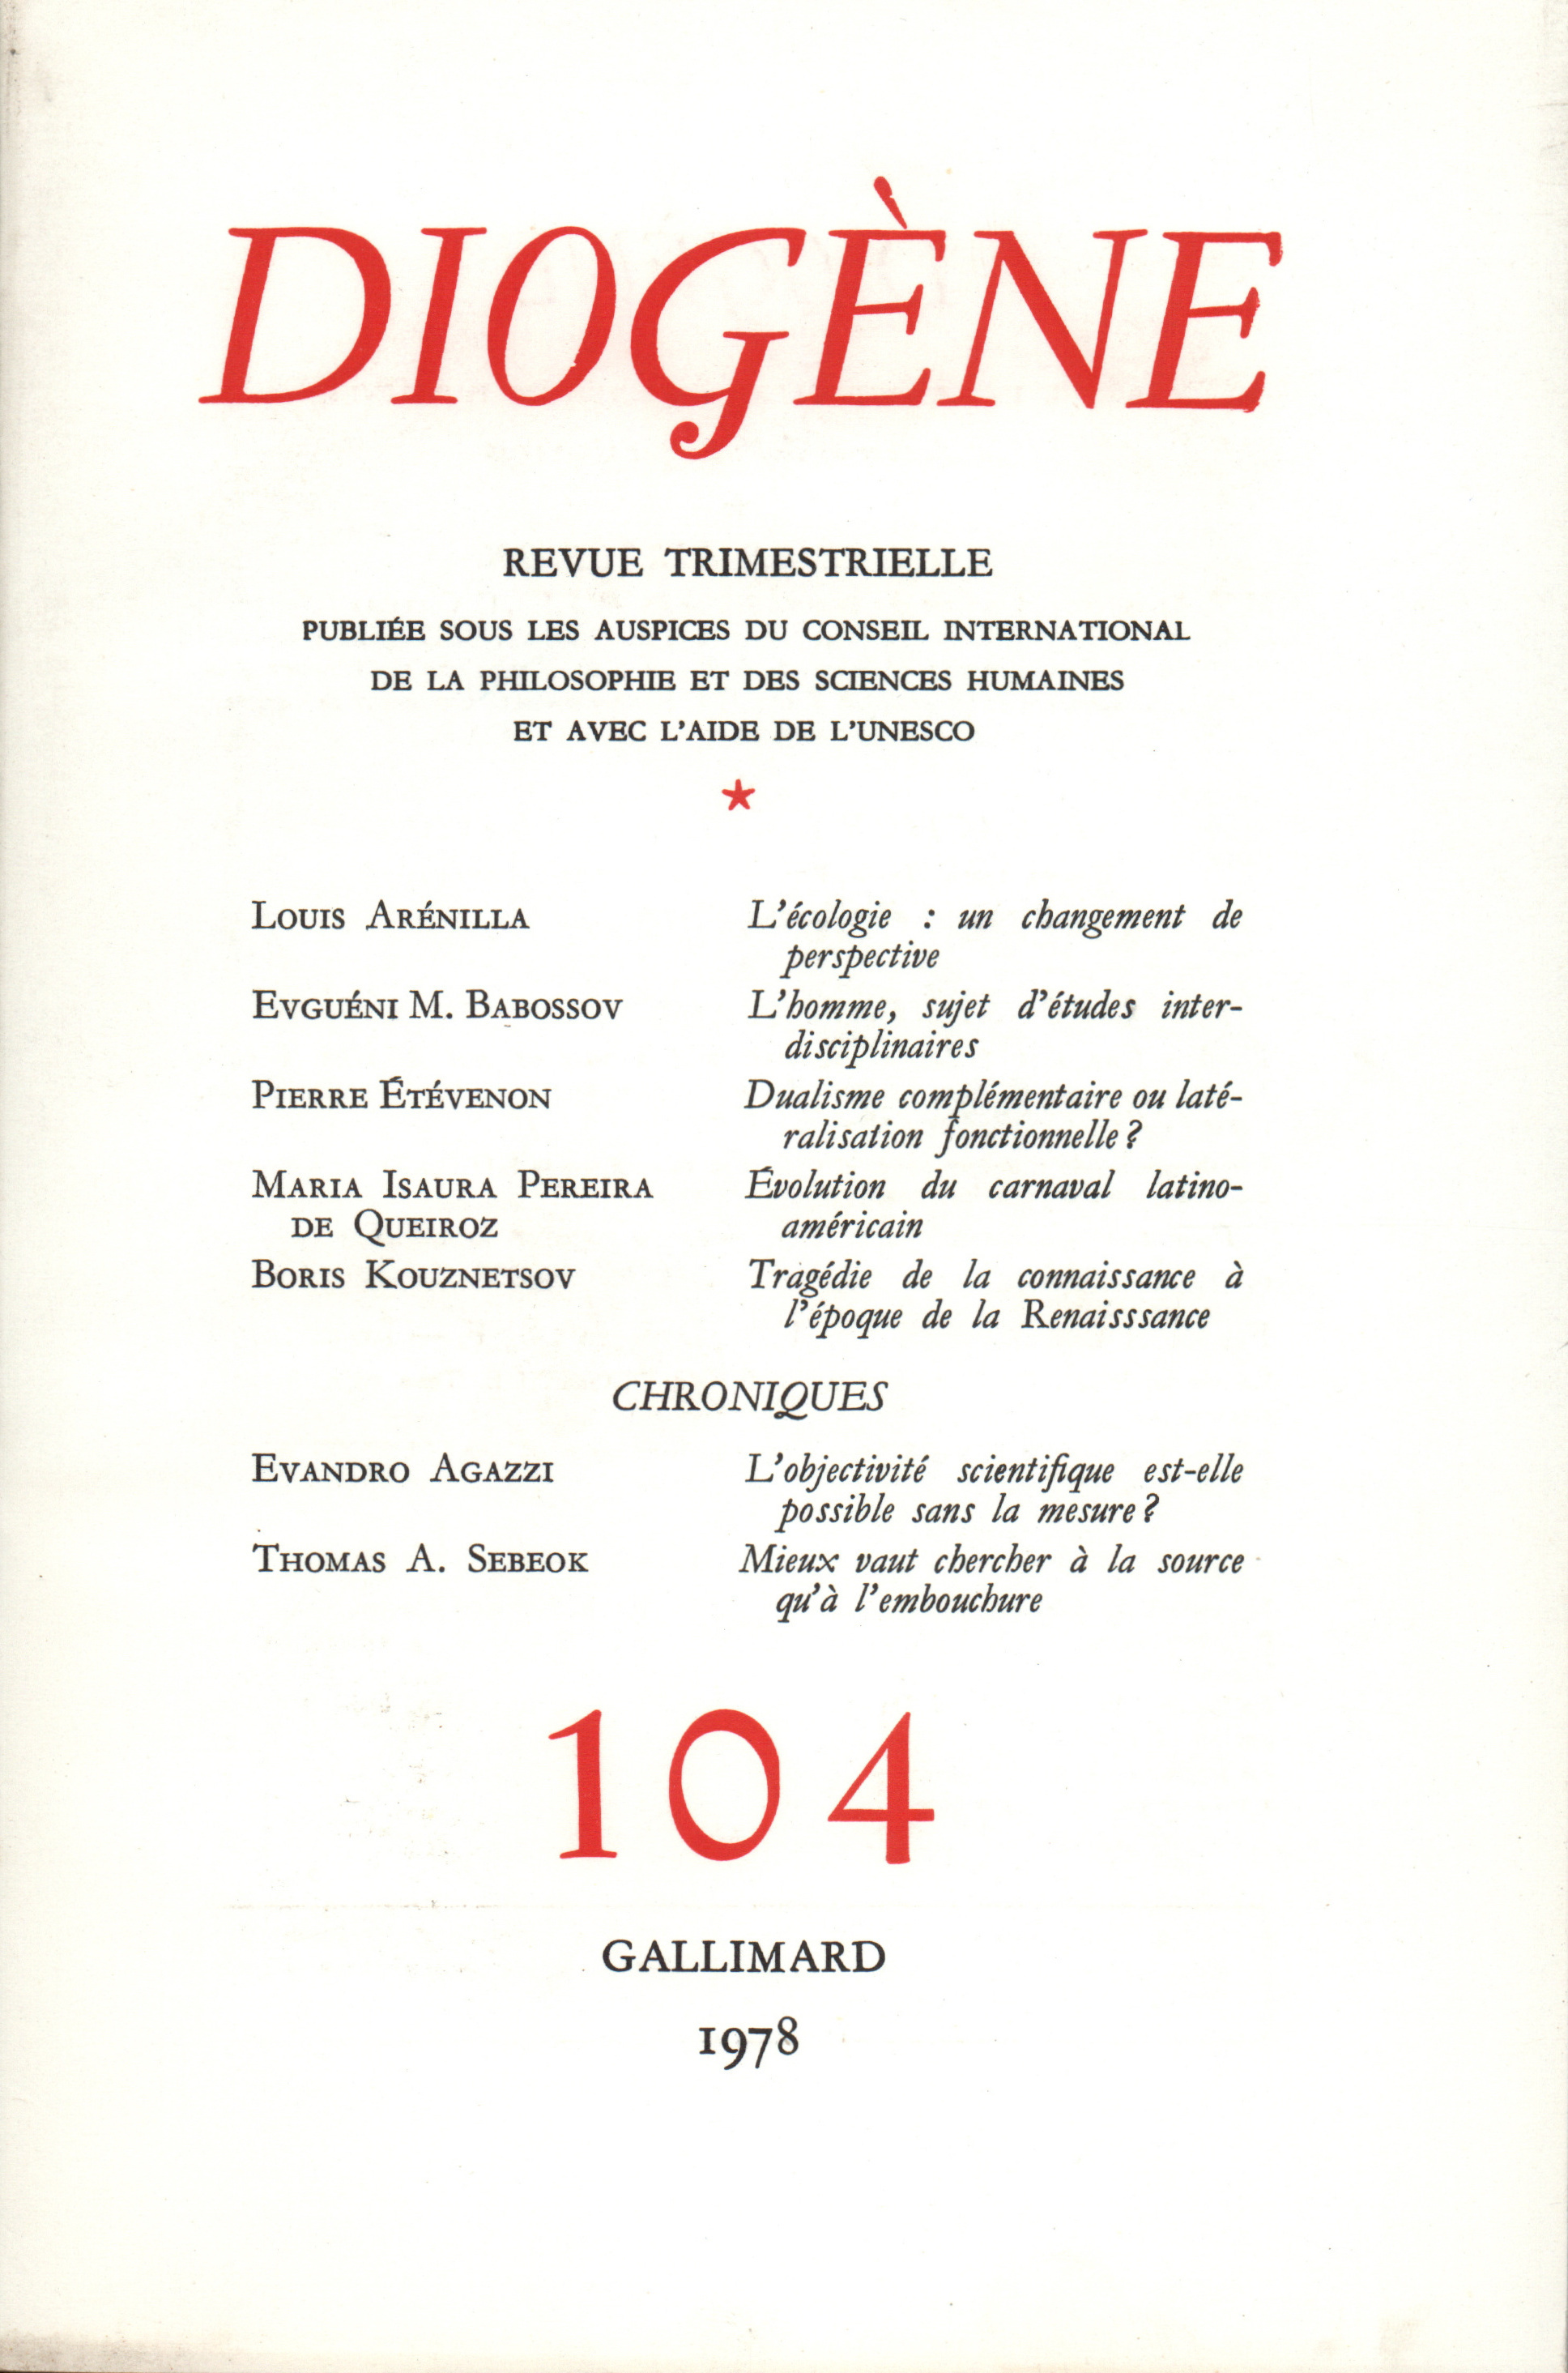 DIOGÈNE
REVUE TRIMESTRIELLE
PUBLIÉE SOUS LES AUSPICES DU CONSEIL INTERNATIONAL
DE LA PHILOSOPHIE ET DES SCIENCES HUMAINES
ET AVEC L'AIDE DE L'UNESCO
LOUIS ARÉNILLA
L'écologie : un changement de
perspective
EVGUÉNI M. BABOSSOV
L'homme, sujet d'études inter-
disciplinaires
PIERRE ÉTÉVENON
Dualisme complémentaire ou laté-
ralisation fonctionnelle ?
MARIA ISAURA PEREIRA
DE QUEIROZ
Évolution du carnaval latino-
américain
BORIS KOUZNETSOV
Tragédie de la connaissance à
l'époque de la Renaisssance
CHRONIQUES
EVANDRO AGAZZI
L'objectivité scientifique est-elle
possible sans la mesure ?
THOMAS A. SEBEOK
Mieux vaut chercher à la source
qu'à l'embouchure
104
GALLIMARD
1978